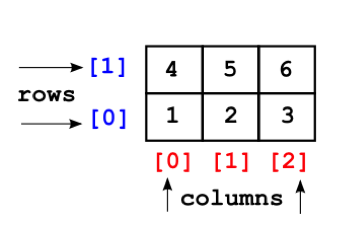 [1] 4 5 6
rows
[0] 1 2 3
[0] [1] [2]
columns